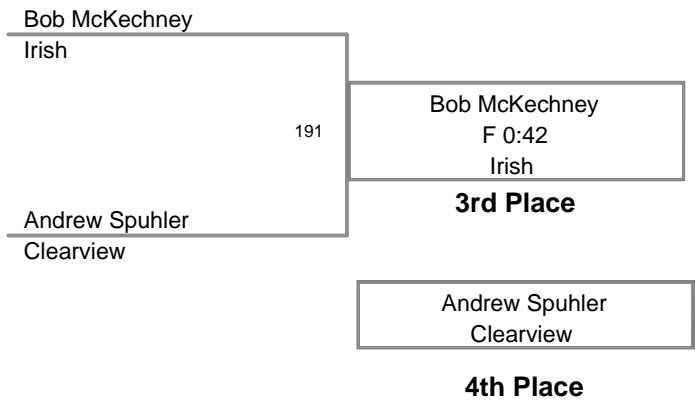 Bob McKechney
Irish
191
Bob McKechney
F 0:42
Irish
3rd Place
Andrew Spuhler
Clearview
Andrew Spuhler
Clearview
4th Place